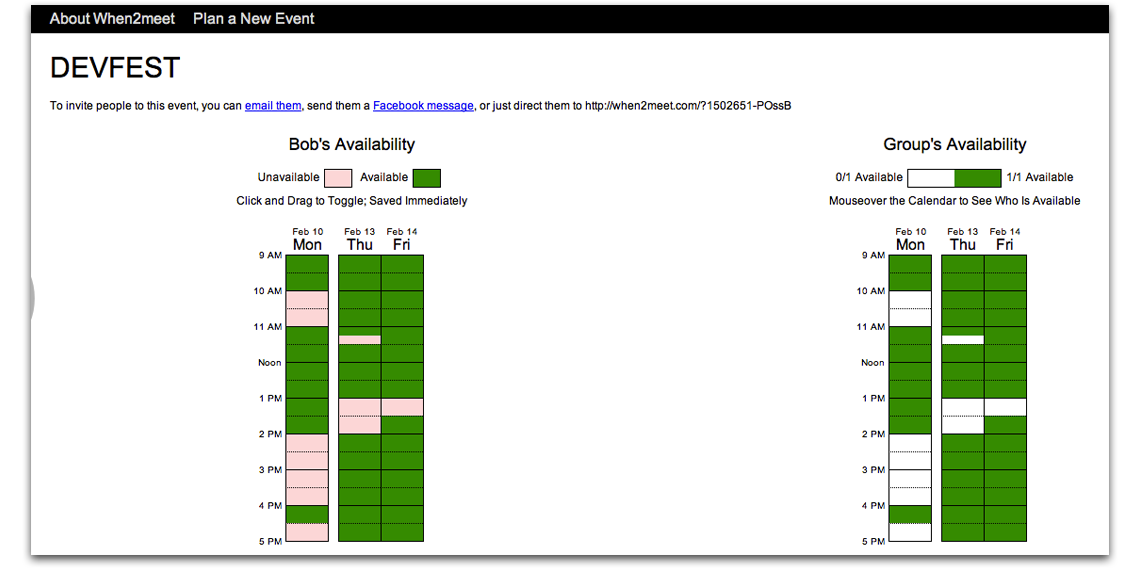 About When2meet Plan a New Event
DEVFEST
To invite people to this event, you can email them, send them a Facebook message, or just direct them to http://when2meet.com/?1502651-POssB
Bob's Availability
Unavailable Available
Click and Drag to Toggle; Saved Immediately
Feb 10 Feb 13 Feb 14
Mon Thu Fri
9 AM
10 AM
11 AM
Noon
1 PM
2 PM
3 PM
4 PM
5 PM
Group's Availability
0/1 Available 1/1 Available
Mouseover the Calendar to See Who Is Available
Feb 10 Feb 13 Feb 14
Mon Thu Fri
9 AM
10 AM
11 AM
Noon
1 PM
2 PM
3 PM
4 PM
5 PM